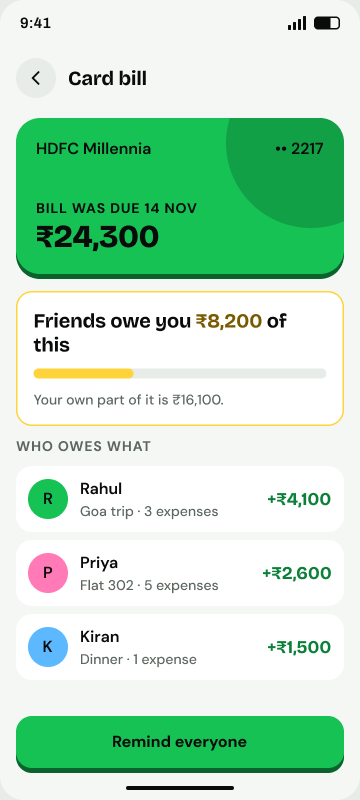 9:41
Card bill
HDFC Millennia
•• 2217
BILL WAS DUE 14 NOV
₹24,300
Friends owe you ₹8,200 of
this
Your own part of it is ₹16,100.
WHO OWES WHAT
R
Rahul
Goa trip · 3 expenses
+₹4,100
P
Priya
Flat 302 · 5 expenses
+₹2,600
K
Kiran
Dinner · 1 expense
+₹1,500
Remind everyone